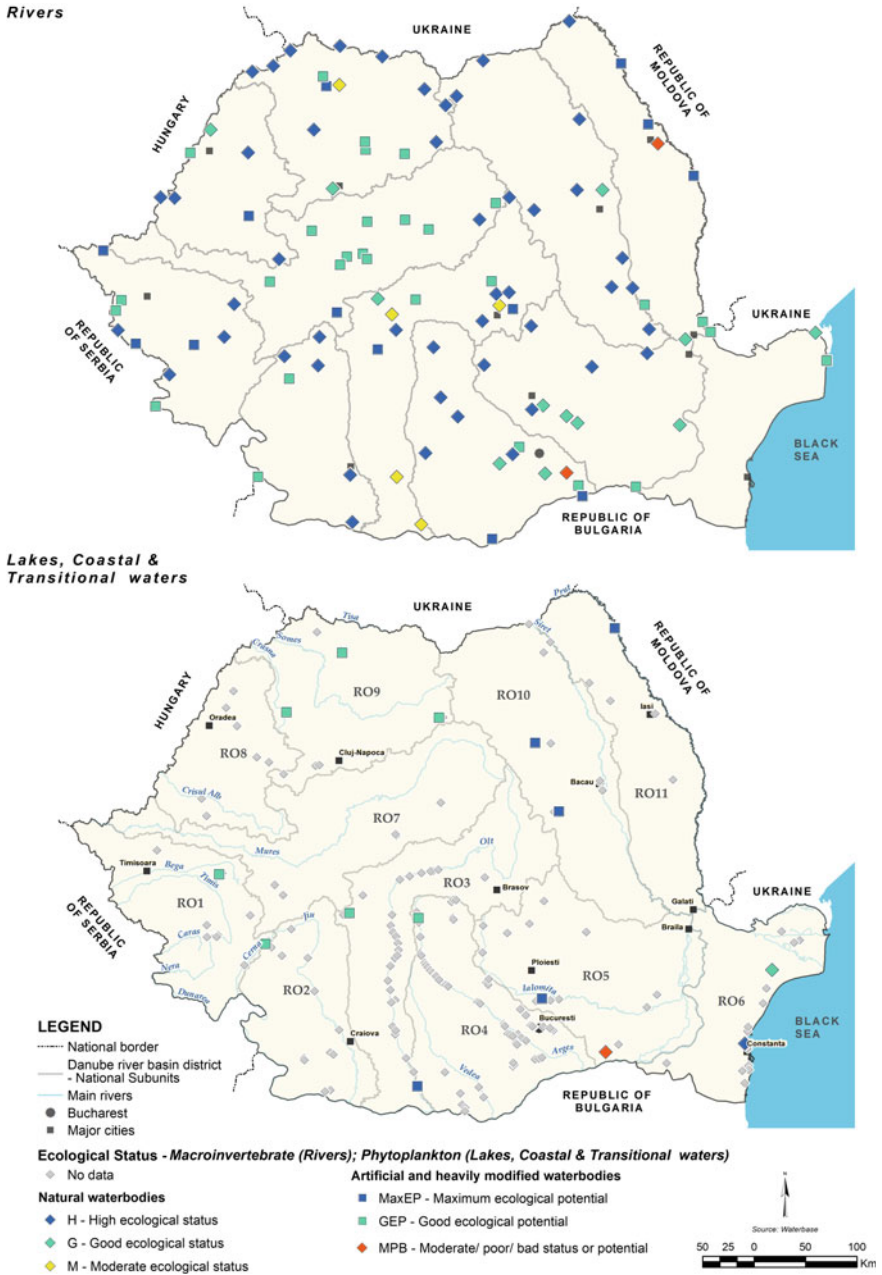 Rivers
UKRAINE
REPUBLIC OF
MOLDOVA
HUNGARY
REPUBLIC
OF SERBIA
UKRAINE
BLACK
SEA
REPUBLIC OF
BULGARIA
Lakes, Coastal &
Transitional waters
UKRAINE
REPUBLIC OF
MOLDOVA
HUNGARY
Tisa
Somes
Crasna
Siret
Prut
RO9
RO10
Iasi
Oradea
RO8
Cluj-Napoca
Crisul Alb
Bacau
RO11
RO7
Mures
Olt
Timisoara
Bega
Timis
RO3
Brasov
UKRAINE
REPUBLIC
OF SERBIA
RO1
Galati
Braila
Caras
Cerna
Jiu
Nera
Dunarea
RO2
Ploiesti
RO5
Ialomita
RO6
Bucuresti
RO4
Craiova
Vedea
Arges
Constanta
BLACK
SEA
REPUBLIC OF
BULGARIA
LEGEND
National border
Danube river basin district
- National Subunits
Main rivers
Bucharest
Major cities
Ecological Status - Macroinvertebrate (Rivers); Phytoplankton (Lakes, Coastal & Transitional waters)
No data
Natural waterbodies
H - High ecological status
G - Good ecological status
M - Moderate ecological status
Artificial and heavily modified waterbodies
MaxEP - Maximum ecological potential
GEP - Good ecological potential
MPB - Moderate/ poor/ bad status or potential
N
Source: Waterbase
50 25 0 50 100
Km